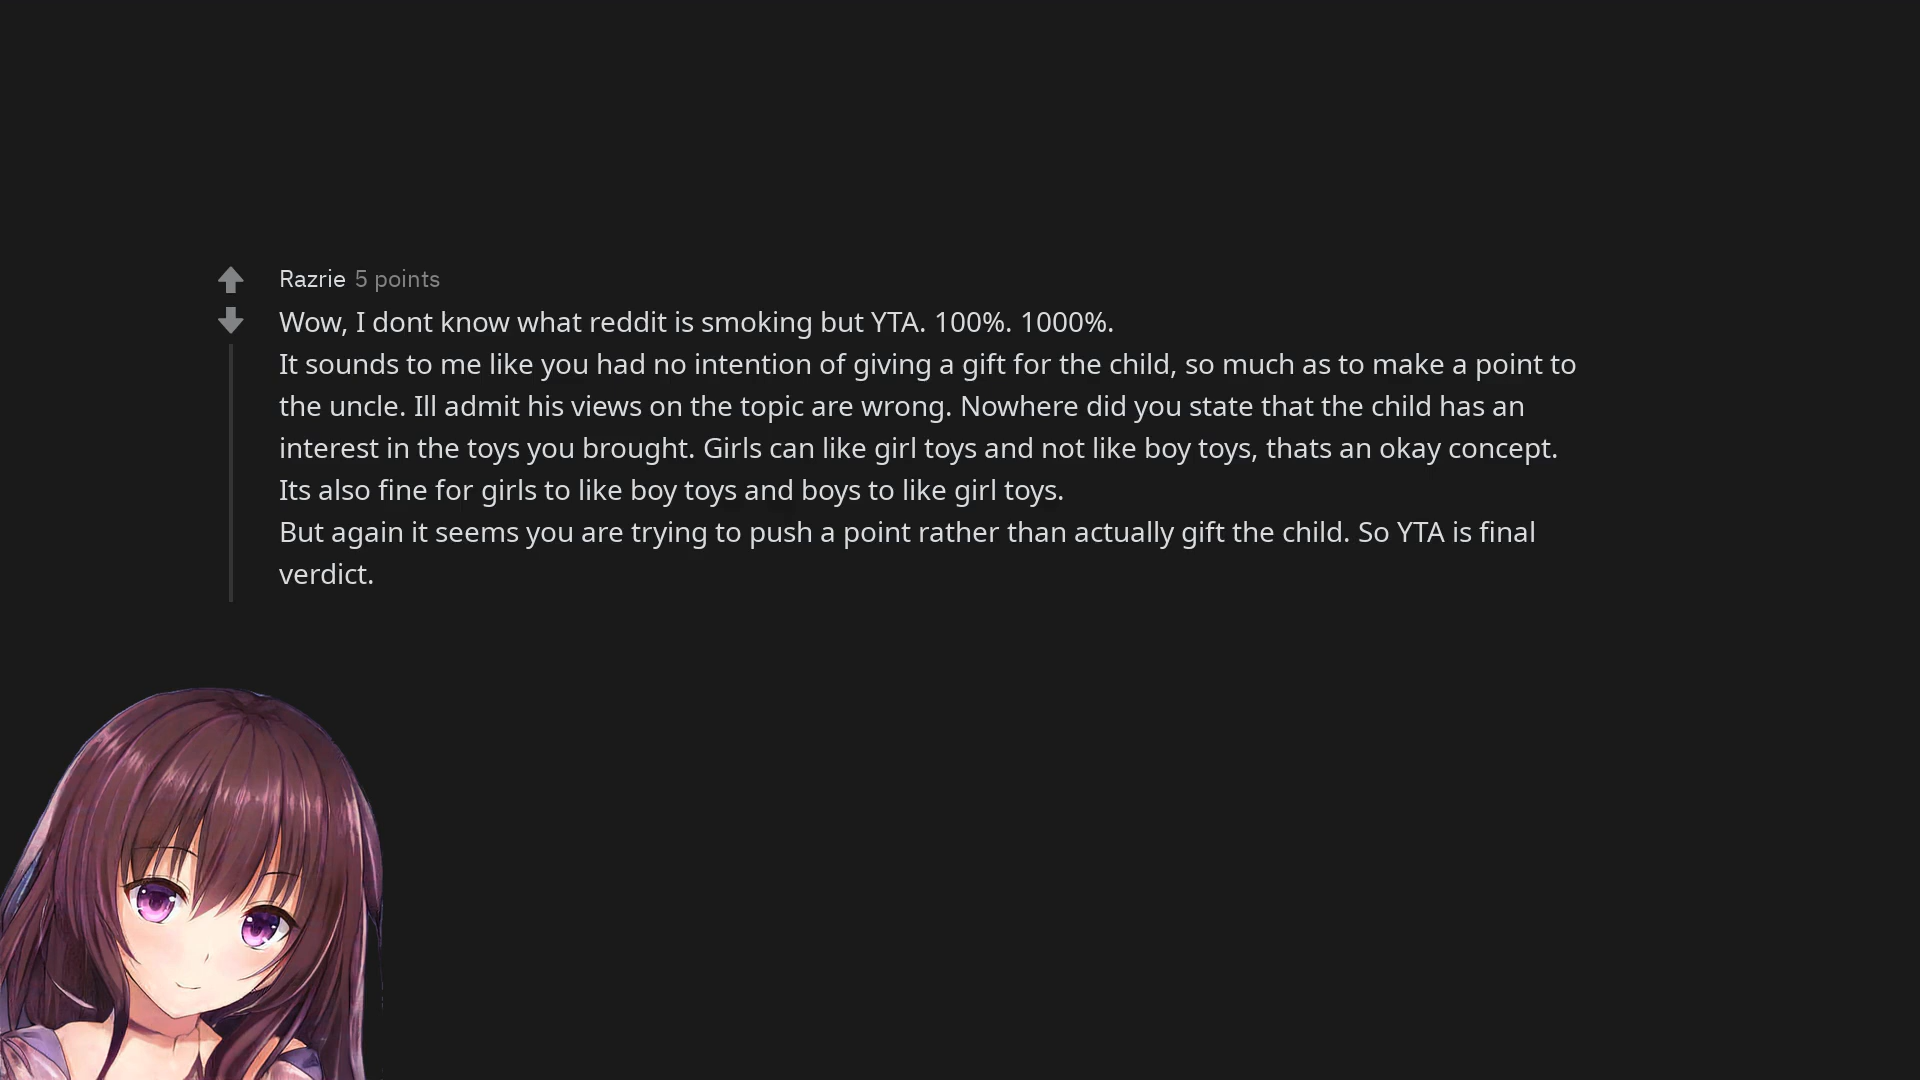 Razrie 5 points
Wow, I dont know what reddit is smoking but YTA. 100%. 1000%.
It sounds to me like you had no intention of giving a gift for the child, so much as to make a point to
the uncle. Ill admit his views on the topic are wrong. Nowhere did you state that the child has an
interest in the toys you brought. Girls can like girl toys and not like boy toys, thats an okay concept.
Its also fine for girls to like boy toys and boys to like girl toys.
But again it seems you are trying to push a point rather than actually gift the child. So YTA is final
verdict.